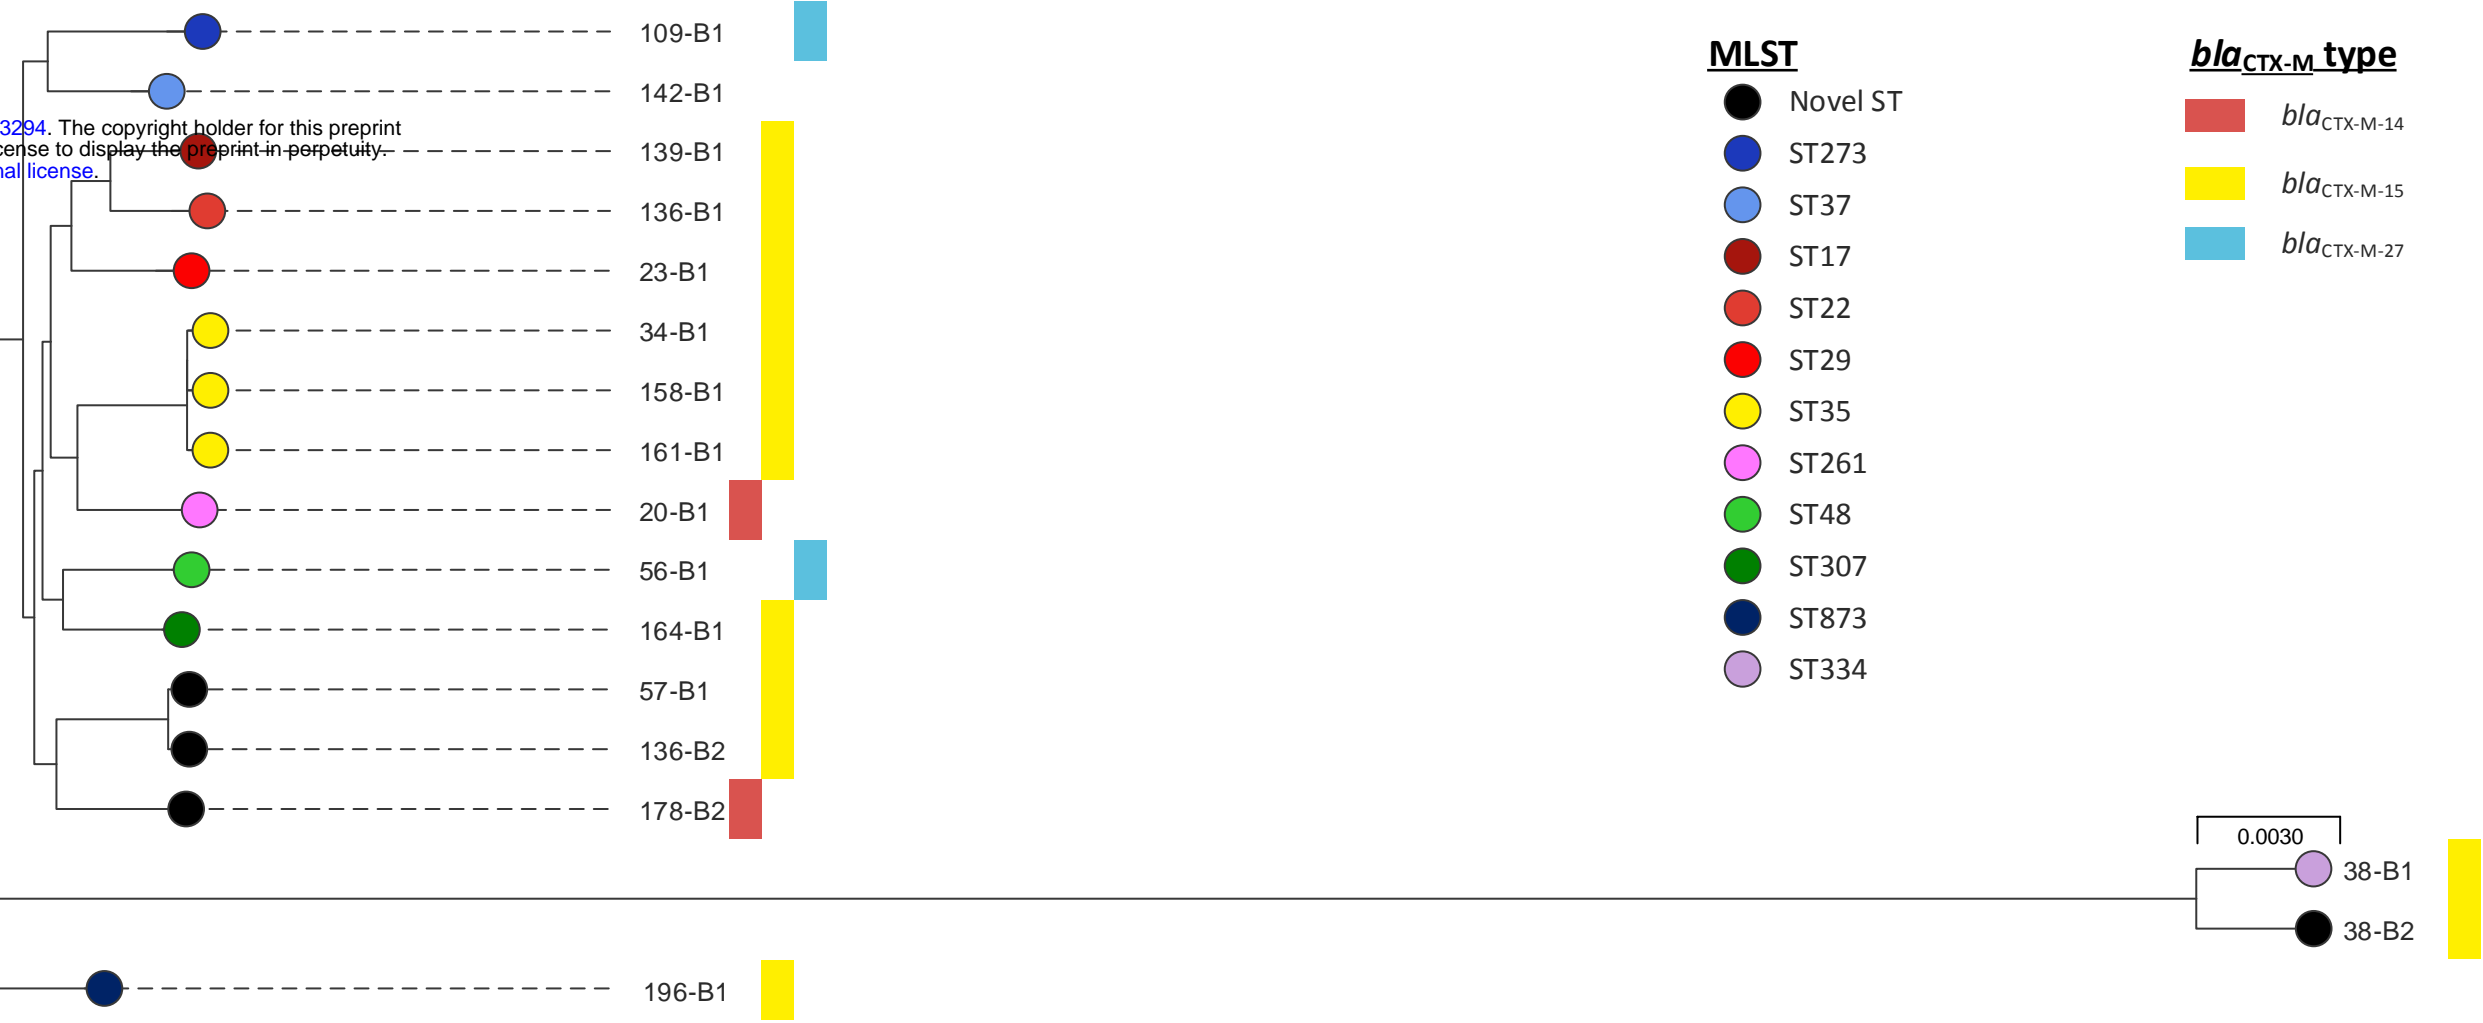 109-B1
142-B1
3294. The copyright holder for this preprint
cense to display the preprint in perpetuity.
nal license.
139-B1
136-B1
23-B1
34-B1
158-B1
161-B1
20-B1
56-B1
164-B1
57-B1
136-B2
178-B2
196-B1
MLST
Novel ST
ST273
ST37
ST17
ST22
ST29
ST35
ST261
ST48
ST307
ST873
ST334
blaCTX-M type
blaCTX-M-14
blaCTX-M-15
blaCTX-M-27
0.0030
38-B1
38-B2